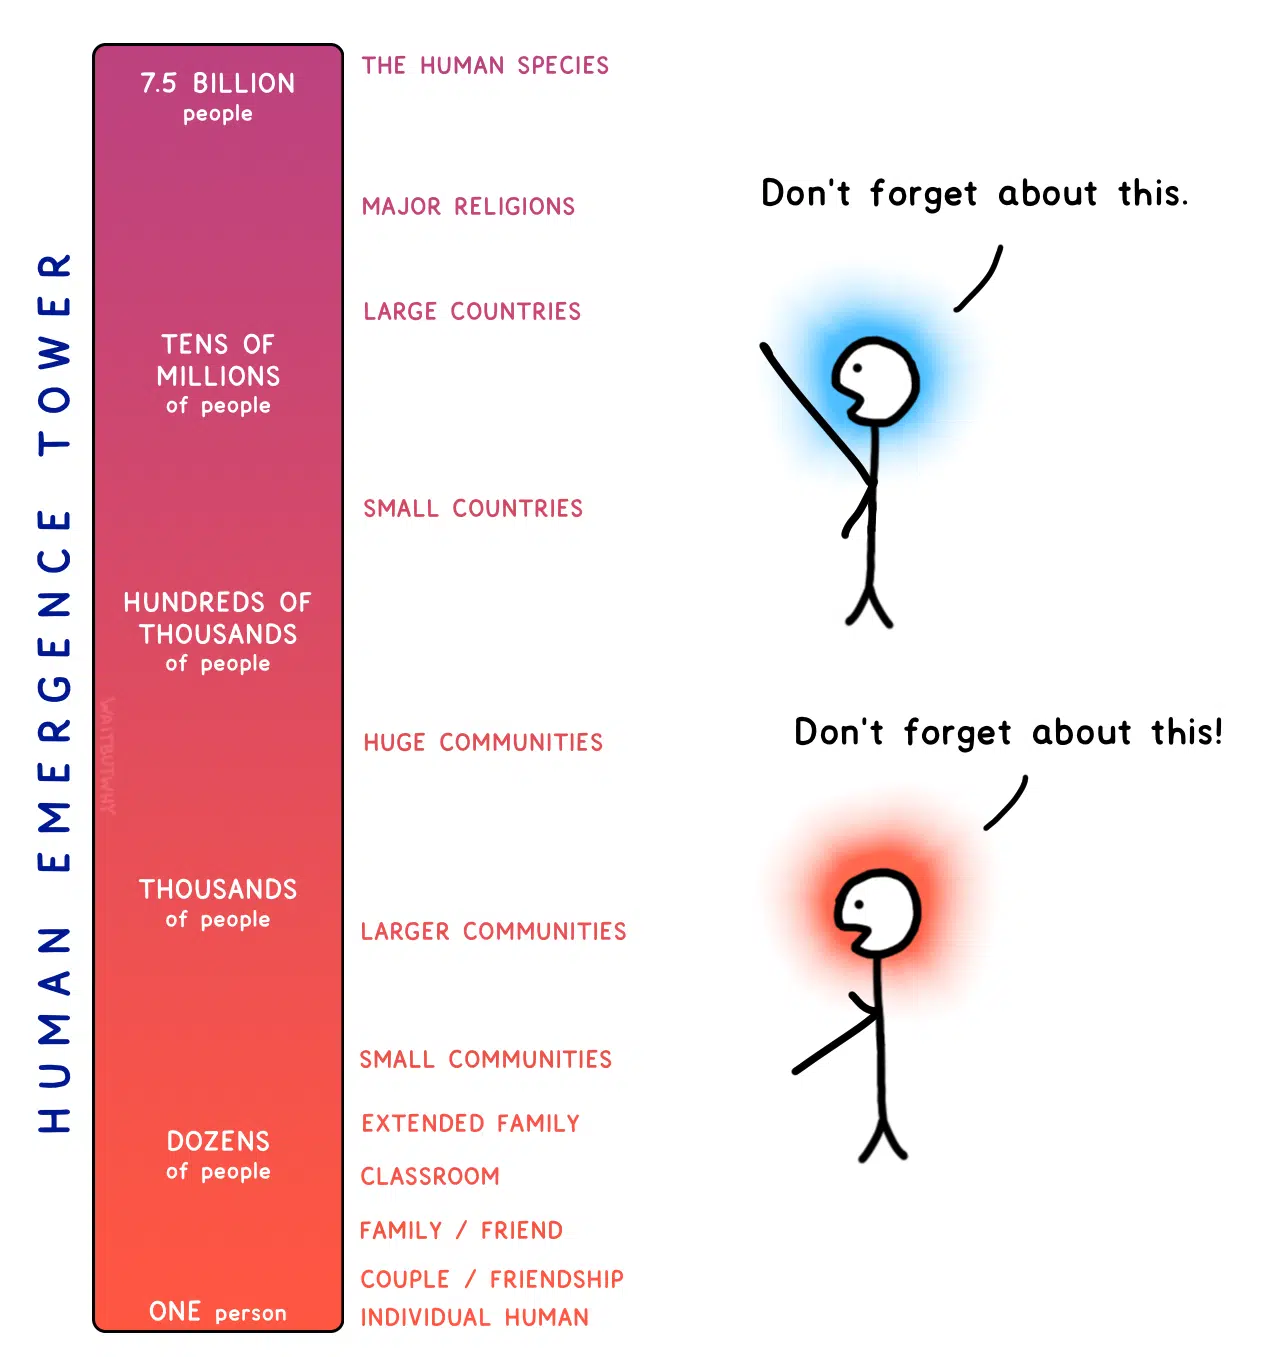 HUMAN EMERGENCE TOWER
7.5 BILLION
people
TENS OF
MILLIONS
of people
HUNDREDS OF
THOUSANDS
of people
WAITBUTWHY
THOUSANDS
of people
DOZENS
of people
ONE person
THE HUMAN SPECIES
MAJOR RELIGIONS
LARGE COUNTRIES
SMALL COUNTRIES
HUGE COMMUNITIES
LARGER COMMUNITIES
SMALL COMMUNITIES
EXTENDED FAMILY
CLASSROOM
FAMILY / FRIEND
COUPLE / FRIENDSHIP
INDIVIDUAL HUMAN
Don't forget about this.
Don't forget about this!